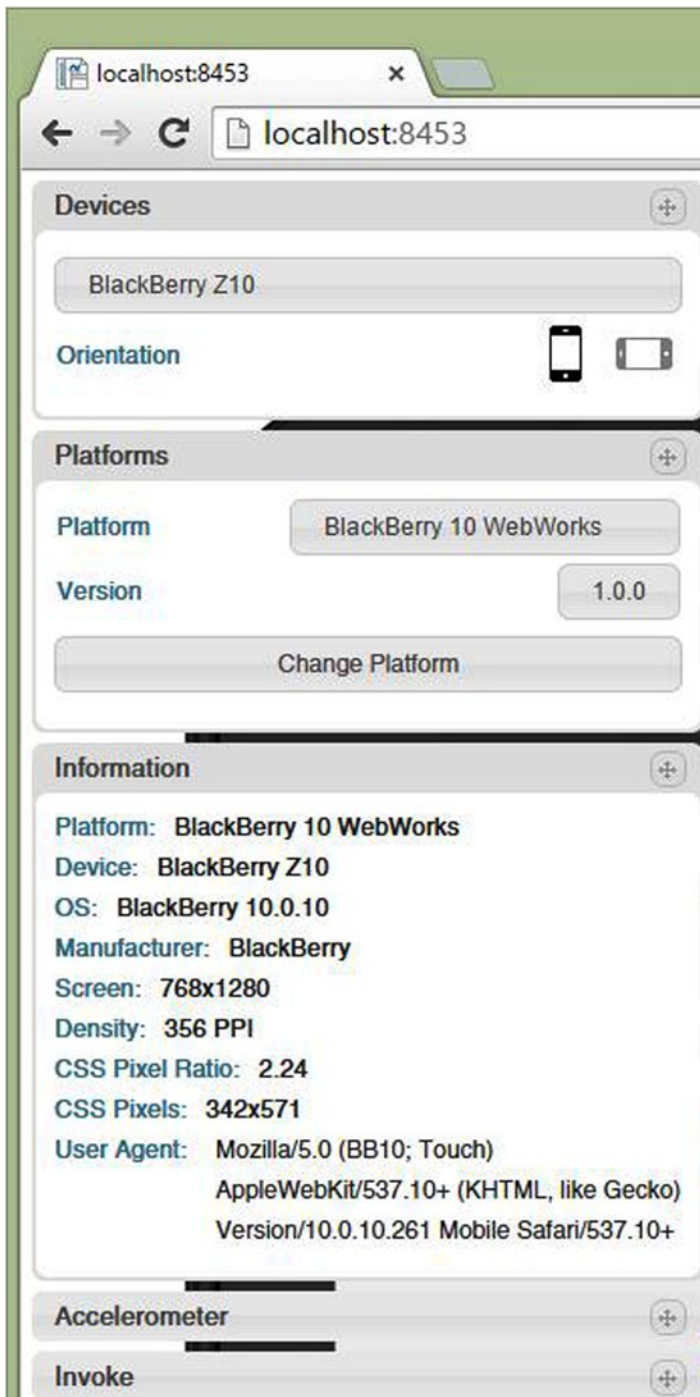 localhost:8453
localhost:8453
Devices
BlackBerry Z10
Orientation
Platforms
Platform BlackBerry 10 WebWorks
Version 1.0.0
Change Platform
Information
Platform: BlackBerry 10 WebWorks
Device: BlackBerry Z10
OS: BlackBerry 10.0.10
Manufacturer: BlackBerry
Screen: 768x1280
Density: 356 PPI
CSS Pixel Ratio: 2.24
CSS Pixels: 342x571
User Agent: Mozilla/5.0 (BB10; Touch)
AppleWebKit/537.10+ (KHTML, like Gecko)
Version/10.0.10.261 Mobile Safari/537.10+
Accelerometer
Invoke